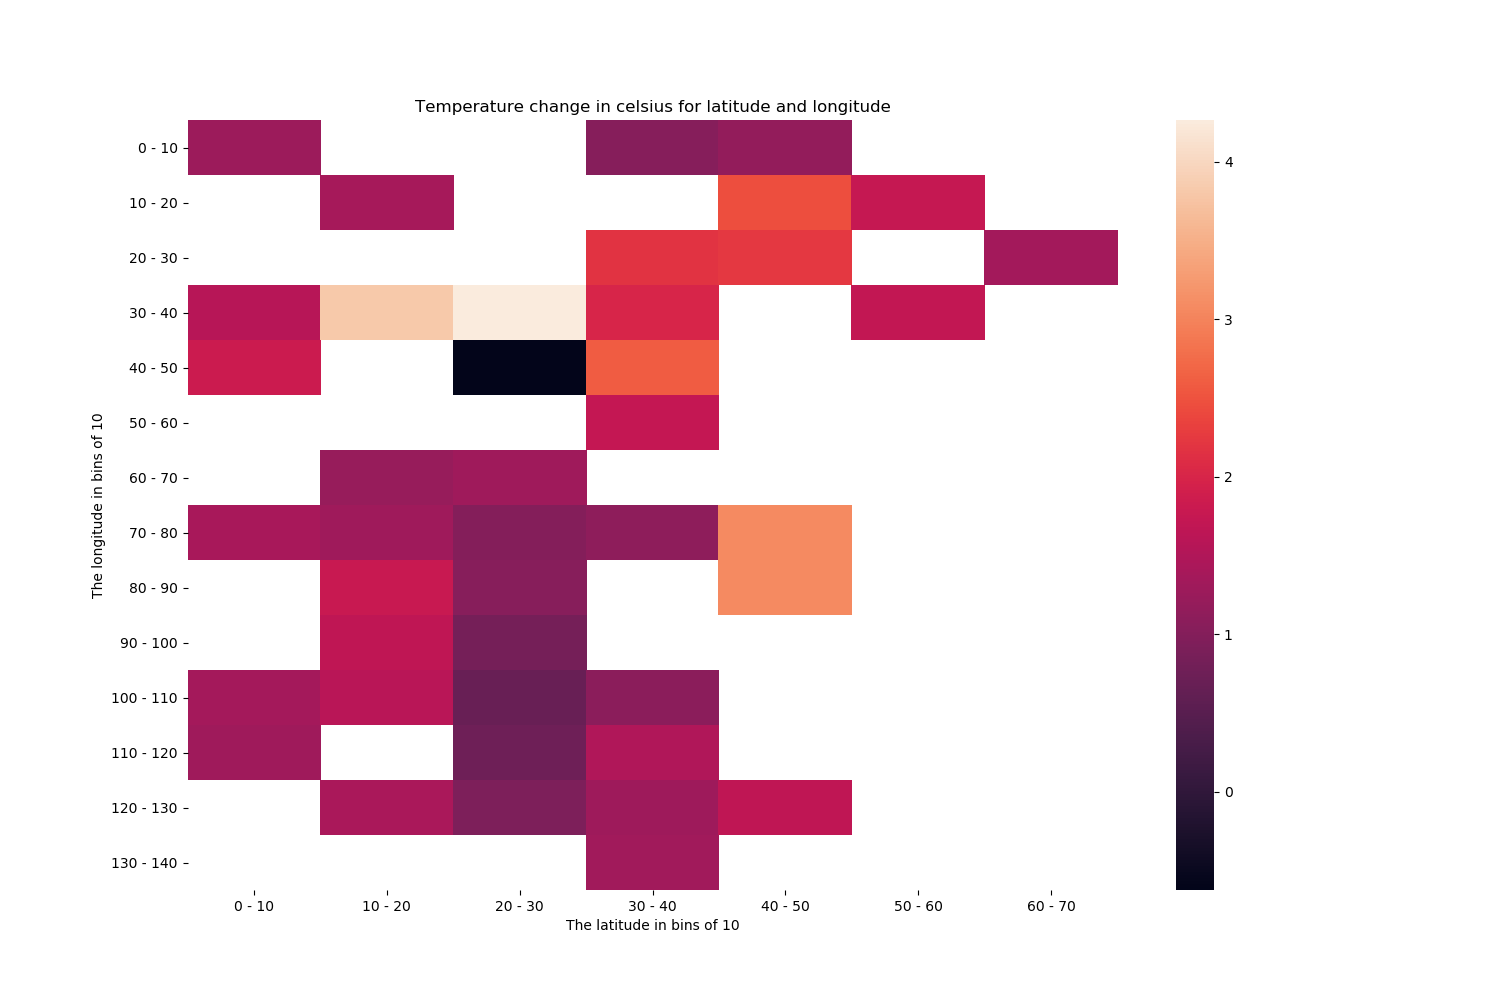 Temperature change in celsius for latitude and longitude
0 - 10
10 - 20
20 - 30
30 - 40
40 - 50
50 - 60
60 - 70
70 - 80
80 - 90
90 - 100
100 - 110
110 - 120
120 - 130
130 - 140
The longitude in bins of 10
0 - 10 10 - 20 20 - 30 30 - 40 40 - 50 50 - 60 60 - 70
The latitude in bins of 10
4
3
2
1
0